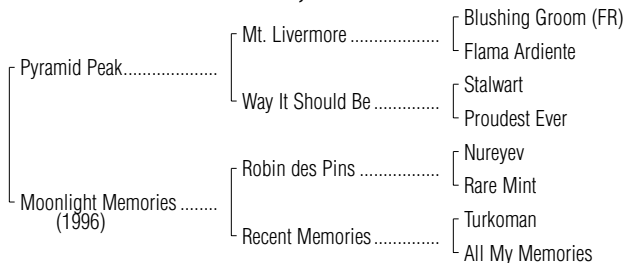 Blushing Groom (FR)
Mt. Livermore ...................
Flama Ardiente
Pyramid Peak....................
Stalwart
Way It Should Be ..............
Proudest Ever
Nureyev
Robin des Pins .................
Rare Mint
Moonlight Memories ........
(1996)
Turkoman
Recent Memories..............
All My Memories